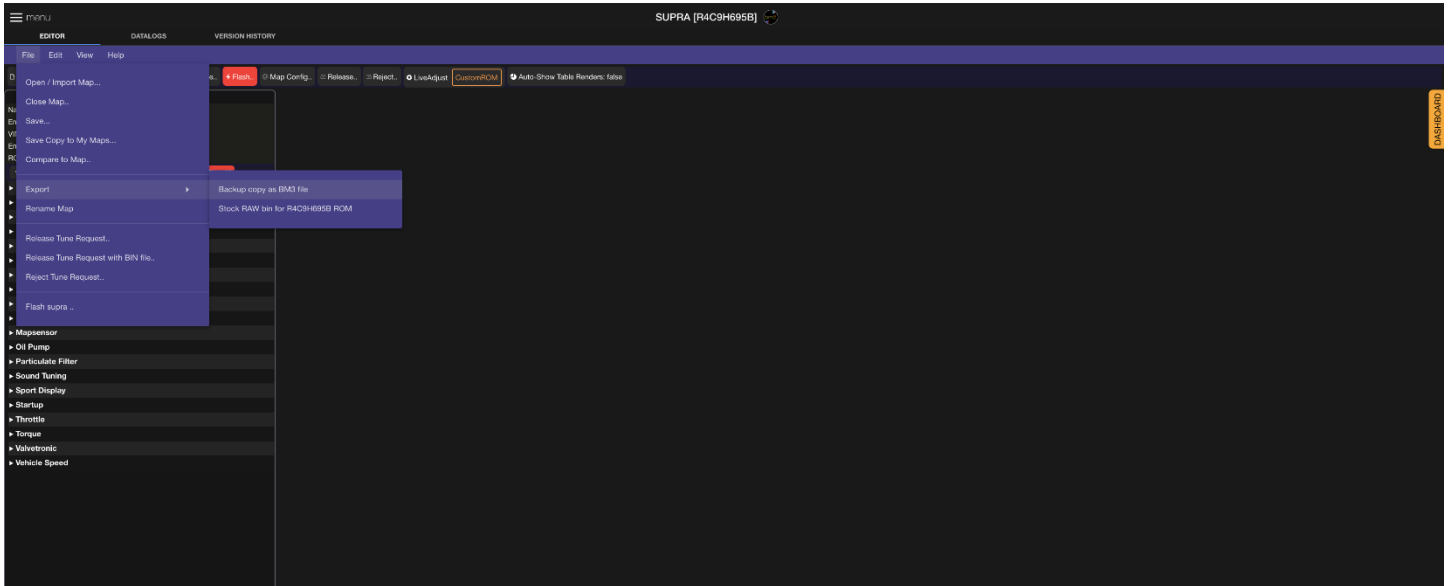 menu
SUPRA [R4C9H695B]
EDITOR DATALOGS VERSION HISTORY
File Edit View Help
Flash.. Map Config.. Release.. Reject.. LiveAdjust CustomROM Auto-Show Table Renders: false
DASHBOARD
Open / Import Map...
Close Map..
Save...
Save Copy to My Maps...
Compare to Map..
Export
Backup copy as BM3 file
Rename Map
Stock RAW bin for R4C9H695B ROM
Release Tune Request..
Release Tune Request with BIN file..
Reject Tune Request..
Flash supra ..
Mapsensor
Oil Pump
Particulate Filter
Sound Tuning
Sport Display
Startup
Throttle
Torque
Valvetronic
Vehicle Speed